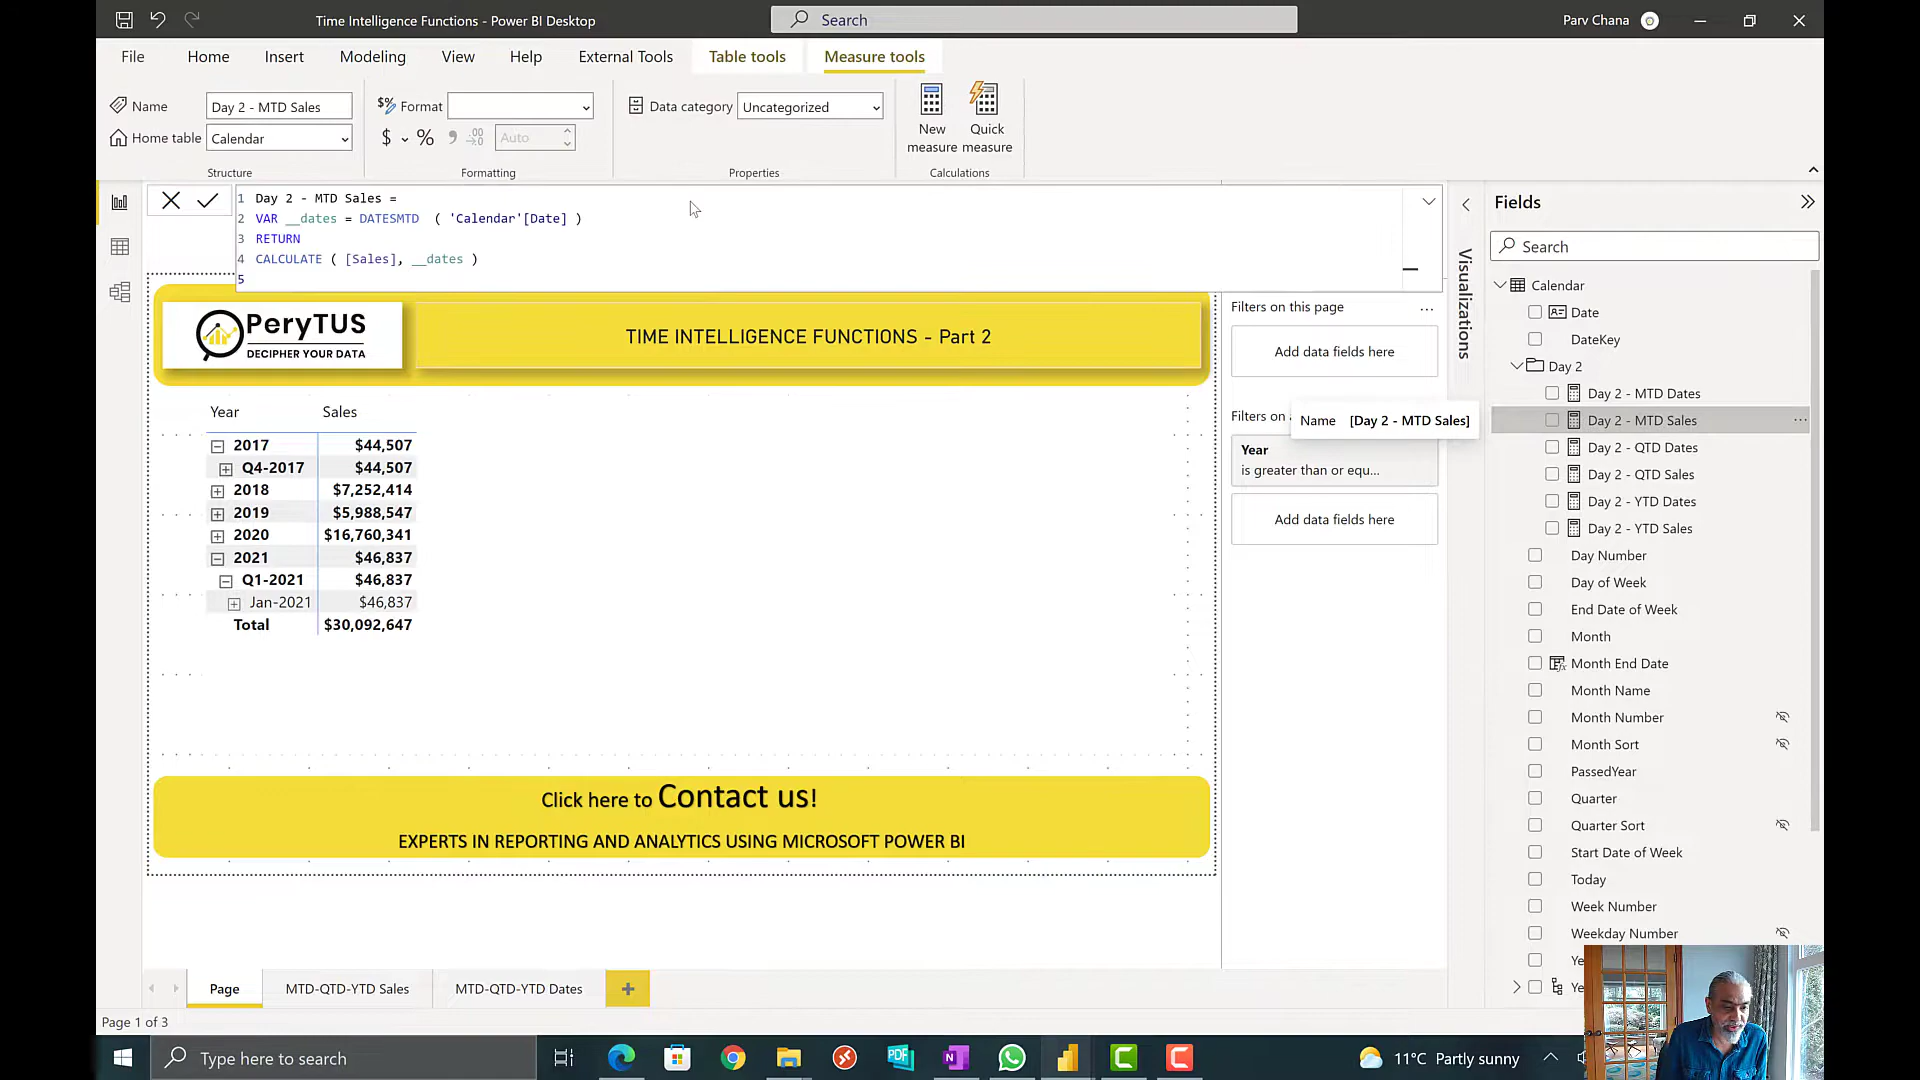 Time Intelligence Functions - Power BI Desktop
Search
Parv Chana
File Home Insert Modeling View Help External Tools Table tools Measure tools
Name Day 2 - MTD Sales
Home table Calendar
Structure
$% Format
$ % Auto
Formatting
Data category Uncategorized
Properties
New measure
Quick measure
Calculations
1 Day 2 - MTD Sales =
2 VAR __dates = DATESMTD ( 'Calendar'[Date] )
3 RETURN
4 CALCULATE ( [Sales], __dates )
5
PeryTUS
DECIPHER YOUR DATA
TIME INTELLIGENCE FUNCTIONS - Part 2
Year Sales
2017 $44,507
Q4-2017 $44,507
2018 $7,252,414
2019 $5,988,547
2020 $16,760,341
2021 $46,837
Q1-2021 $46,837
Jan-2021 $46,837
Total $30,092,647
Click here to Contact us!
EXPERTS IN REPORTING AND ANALYTICS USING MICROSOFT POWER BI
Filters on this page
Add data fields here
Filters on
Name [Day 2 - MTD Sales]
Year
is greater than or equ...
Add data fields here
Visualizations
Fields
Search
Calendar
Date
DateKey
Day 2
Day 2 - MTD Dates
Day 2 - MTD Sales
Day 2 - QTD Dates
Day 2 - QTD Sales
Day 2 - YTD Dates
Day 2 - YTD Sales
Day Number
Day of Week
End Date of Week
Month
Month End Date
Month Name
Month Number
Month Sort
PassedYear
Quarter
Quarter Sort
Start Date of Week
Today
Week Number
Weekday Number
Page MTD-QTD-YTD Sales MTD-QTD-YTD Dates
Page 1 of 3
Type here to search
11°C Partly sunny